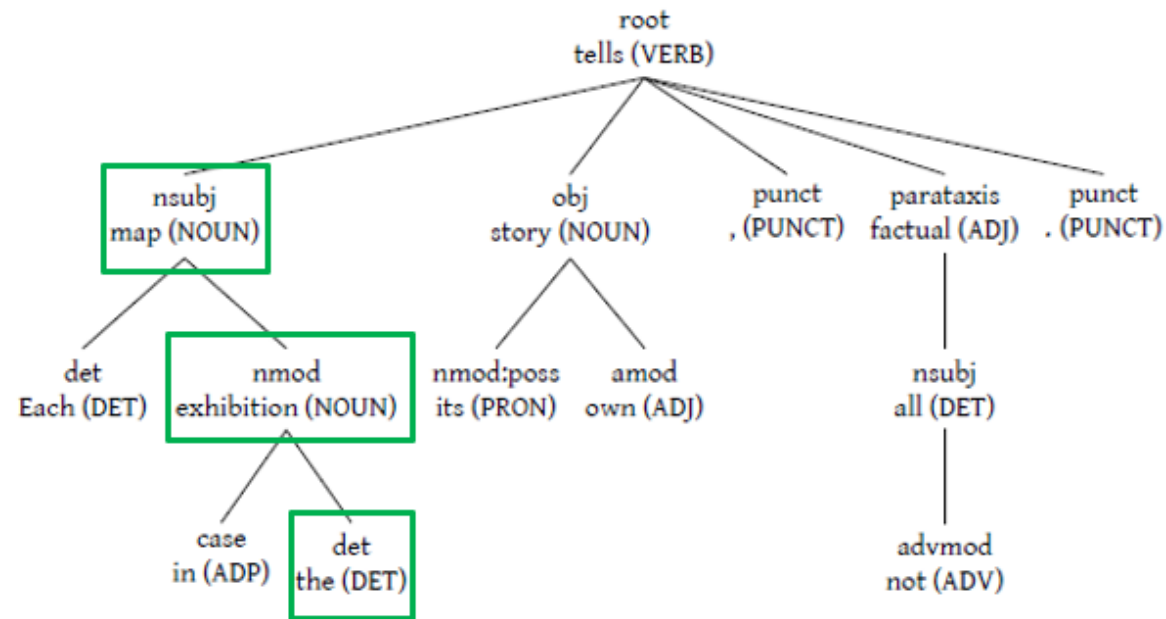 root
tells (VERB)
nsubj
map (NOUN)
obj
story (NOUN)
punct
, (PUNCT)
parataxis
factual (ADJ)
punct
. (PUNCT)
det
Each (DET)
nmod
exhibition (NOUN)
nmod:poss
its (PRON)
amod
own (ADJ)
nsubj
all (DET)
case
in (ADP)
det
the (DET)
advmod
not (ADV)